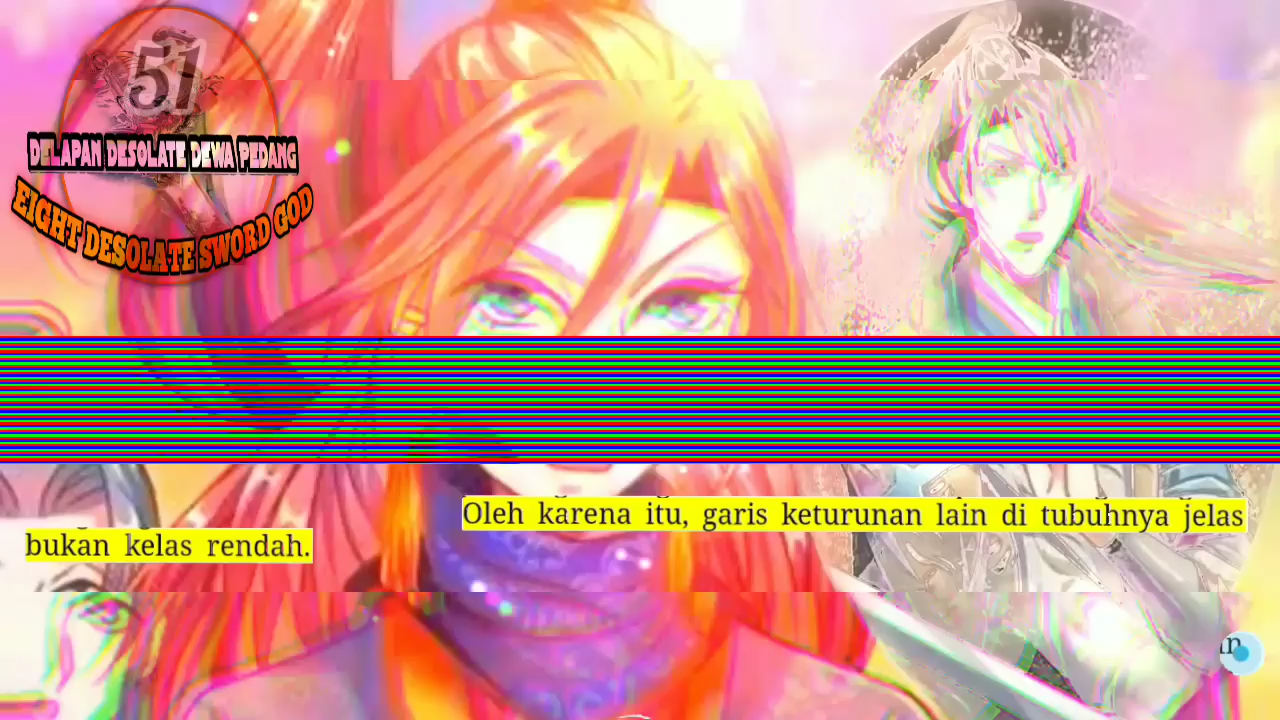 51
DELAPAN DESOLATE DEWA PEDANG
EIGHT DESOLATE SWORD GOD
Oleh karena itu, garis keturunan lain di tubuhnya jelas
bukan kelas rendah.